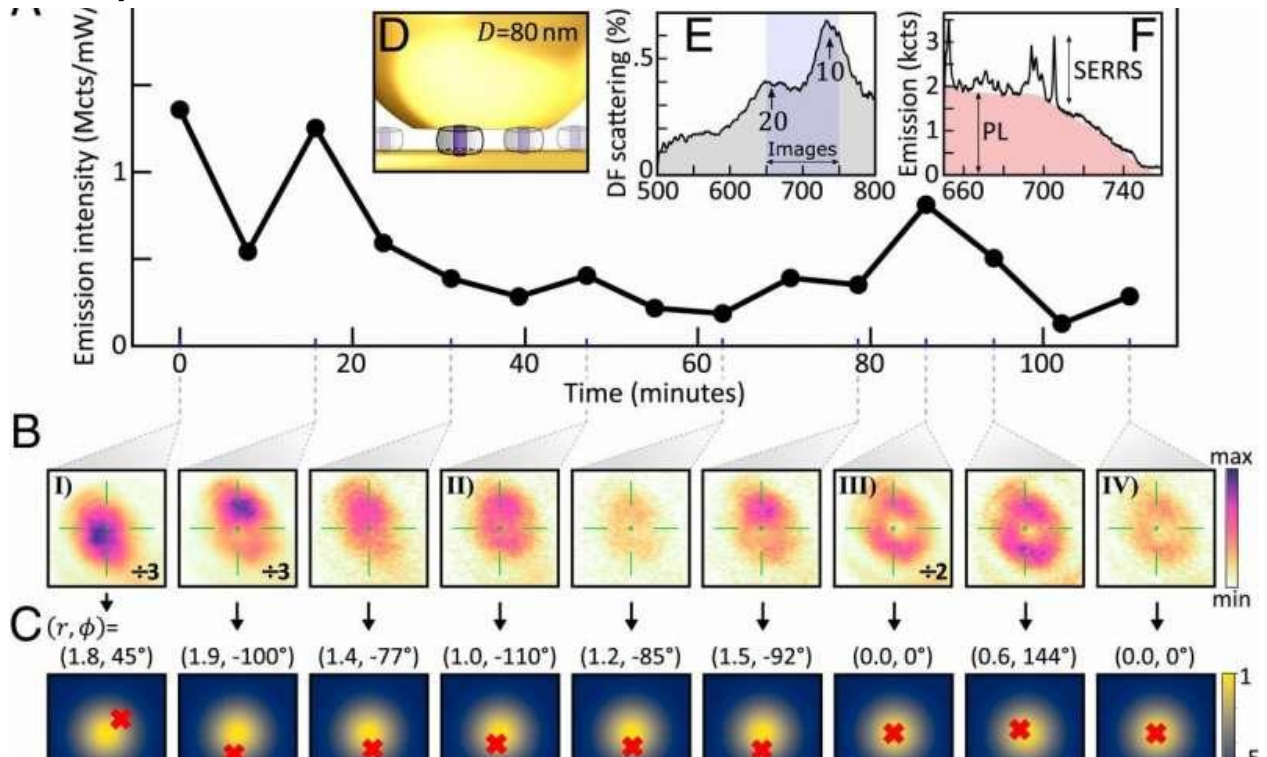 Emission intensity (Mcts/mW/
1
0
0
20
40
60
80
100
Time (minutes)
D
D=80 nm
E
DF scattering (%)
.5
0
10
20
Images
500
600
700
800
F
Emission (kcts)
3
2
1
0
SERRS
PL
660
700
740
B
I)
÷3
÷3
II)
III)
÷2
IV)
max
min
C
(r, ϕ)=
(1.8, 45°)
(1.9, -100°)
(1.4, -77°)
(1.0, -110°)
(1.2, -85°)
(1.5, -92°)
(0.0, 0°)
(0.6, 144°)
(0.0, 0°)
1